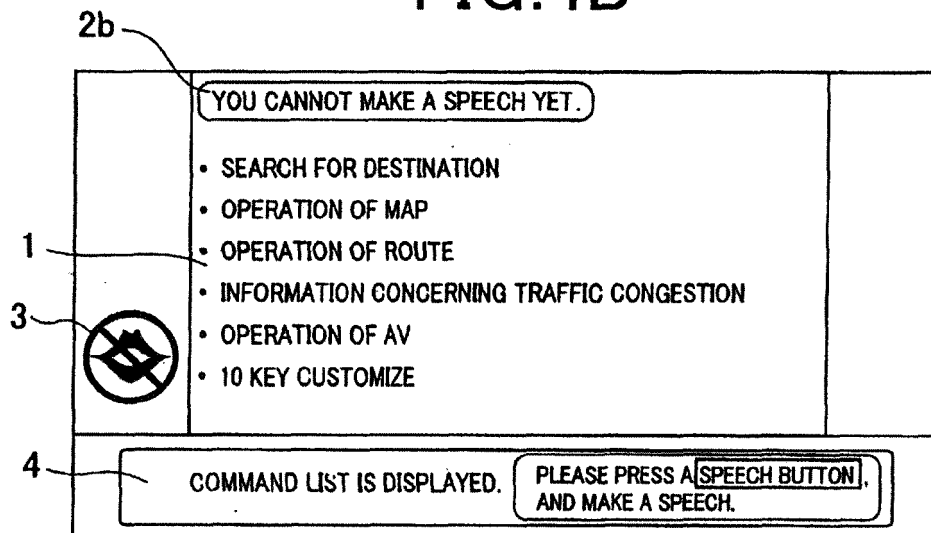 FIG.4B
2b
YOU CANNOT MAKE A SPEECH YET.
• SEARCH FOR DESTINATION
• OPERATION OF MAP
1
• OPERATION OF ROUTE
• INFORMATION CONCERNING TRAFFIC CONGESTION
3
• OPERATION OF AV
• 10 KEY CUSTOMIZE
4
COMMAND LIST IS DISPLAYED.
PLEASE PRESS A SPEECH BUTTON,
AND MAKE A SPEECH.